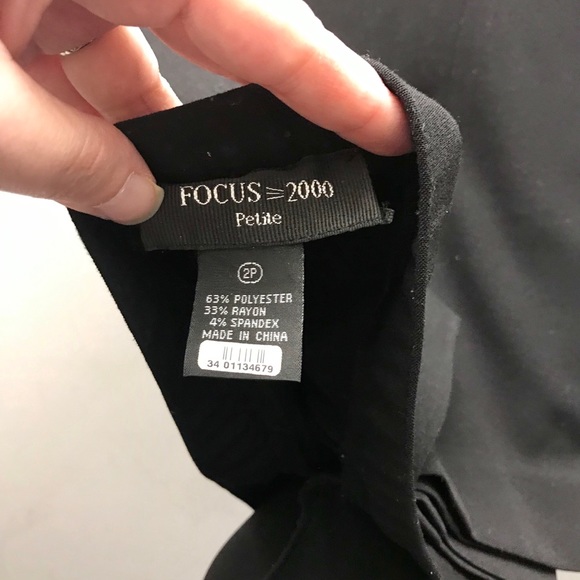 FOCUS ≥ 2000
Petite
2P
63% POLYESTER
33% RAYON
4% SPANDEX
MADE IN CHINA
34 01134679